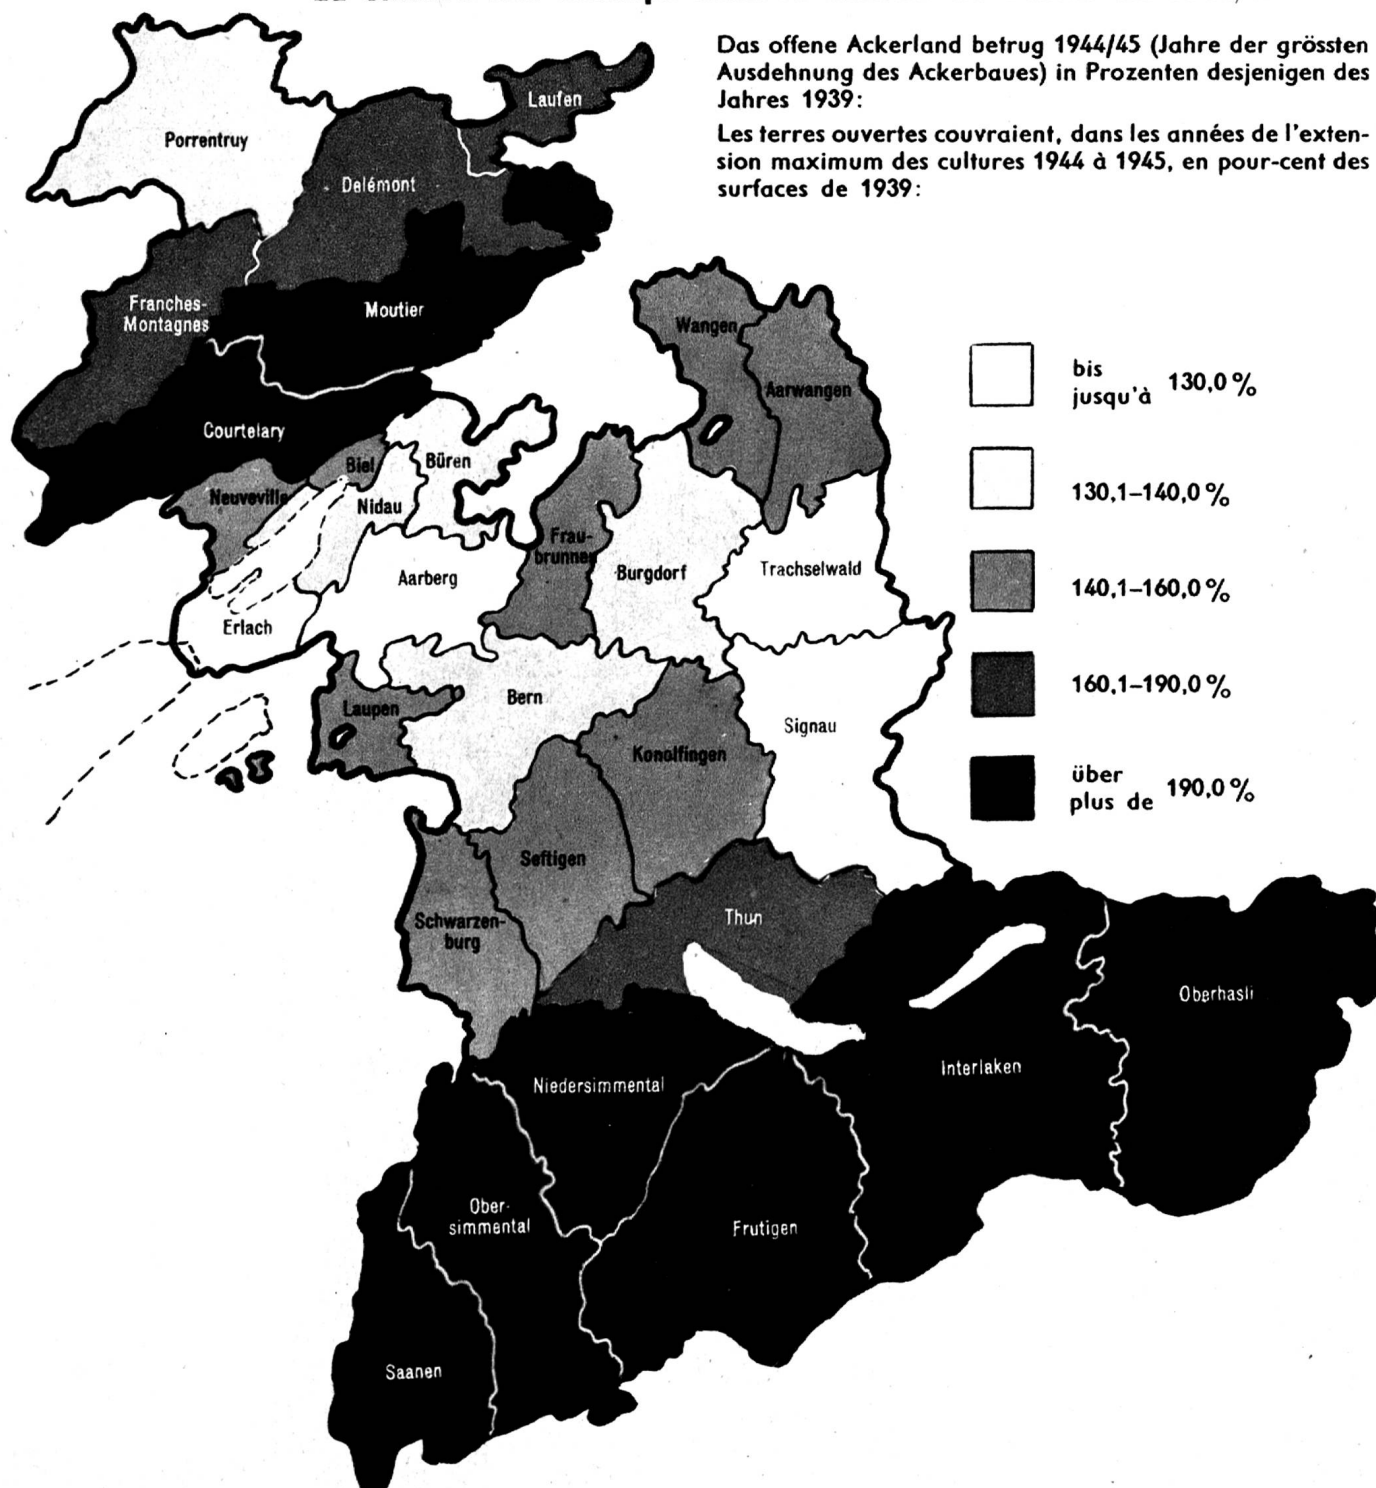 Das offene Ackerland betrug 1944/45 (Jahre der grössten
Ausdehnung des Ackerbaues) in Prozenten desjenigen des
Jahres 1939:
Les terres ouvertes couvraient, dans les années de l'exten-
sion maximum des cultures 1944 à 1945, en pour-cent des
surfaces de 1939:
Laufen
Porrentruy
Delémont
Franches-
Montagnes
Moutier
Wangen
Aarwangen
Courtelary
Biel
Büren
Neuveville
Nidau
Frau-
brunnen
Aarberg
Burgdorf
Trachselwald
Erlach
Laupen
Bern
Signau
Konolfingen
Seftigen
Schwarzen-
burg
Thun
Oberhasli
Interlaken
Niedersimmental
Ober-
simmental
Frutigen
Saanen
bis
jusqu'à 130,0 %
130,1–140,0 %
140,1–160,0 %
160,1–190,0 %
über
plus de 190,0 %